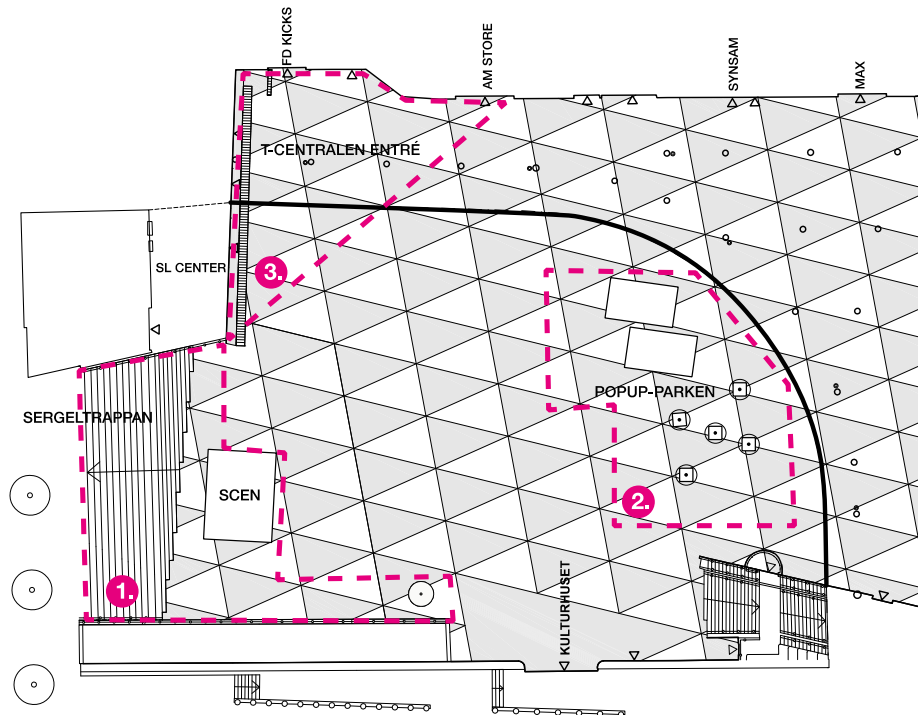 FD KICKS
AM STORE
SYNSAM
MAX
T-CENTRALEN ENTRÉ
SL CENTER
3.
POPUP-PARKEN
SERGELTRAPPAN
SCEN
2.
1.
KULTURHUSET